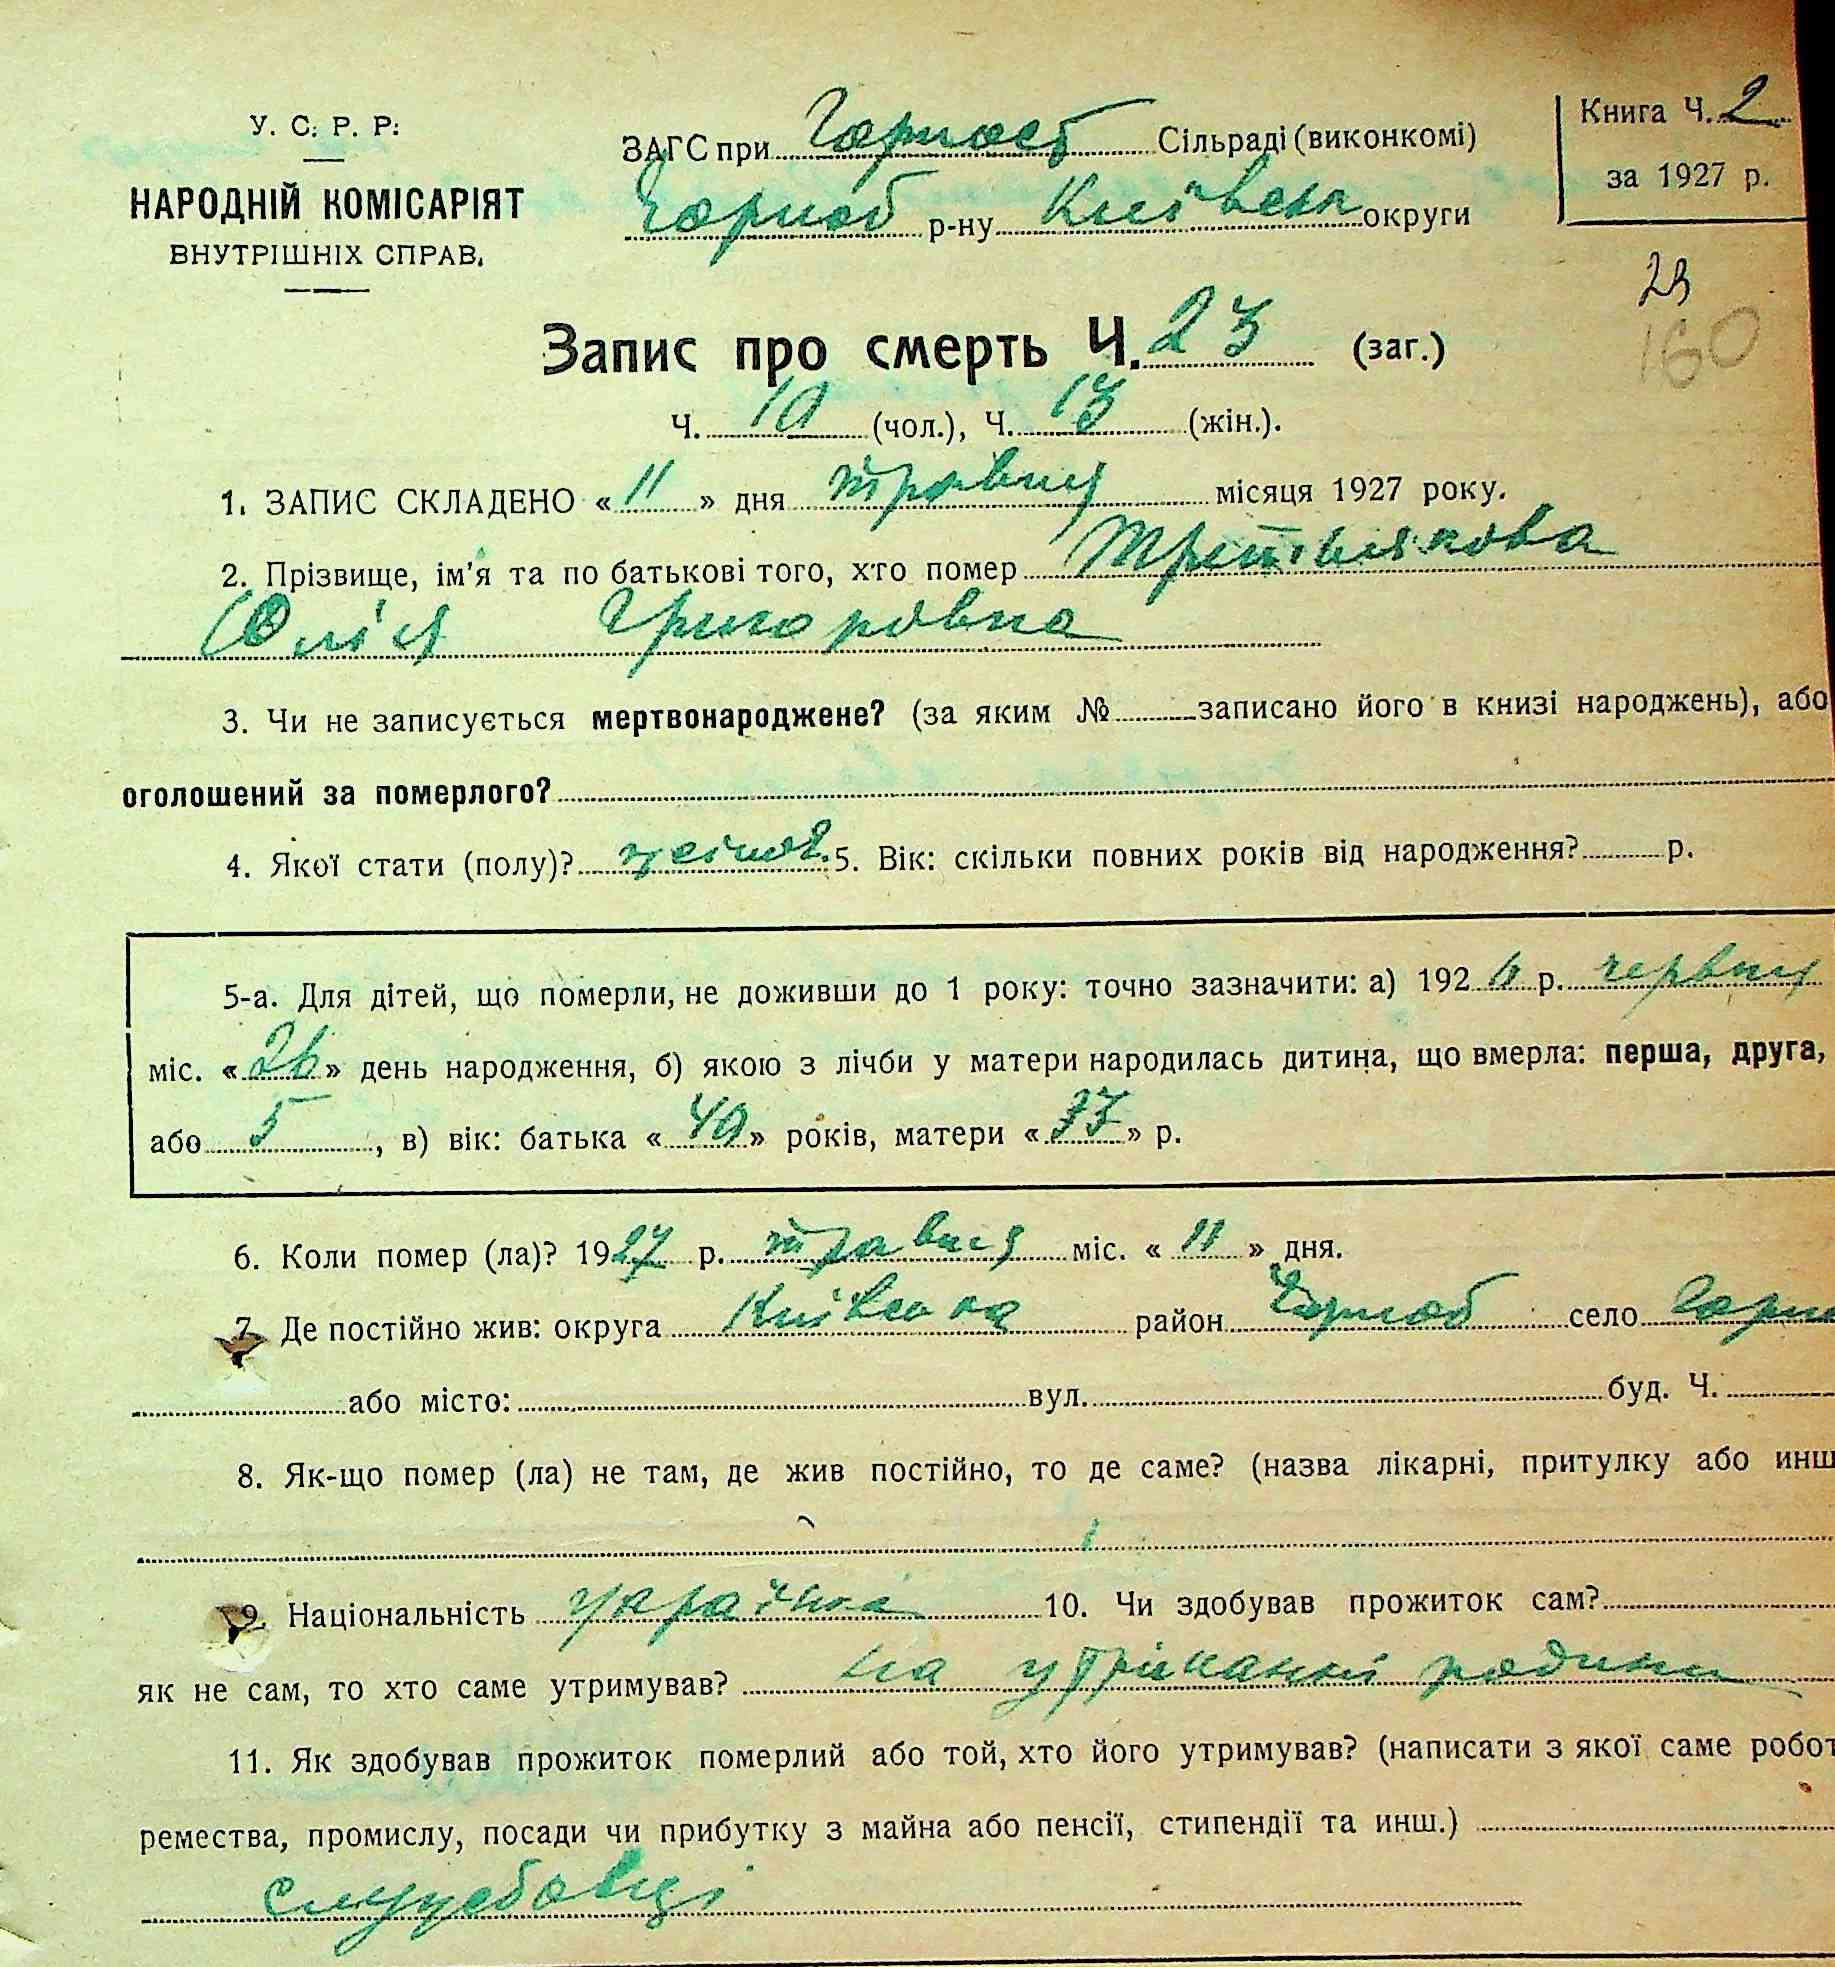 У. С. Р. Р.
НАРОДНІЙ КОМІСАРІЯТ
ВНУТРІШНІХ СПРАВ.
ЗАГС при Горност Сільраді (виконкомі)
Чорноб р-ну Київськ округи
Книга Ч. 2
за 1927 р.
23
160
Запис про смерть Ч. 23 (заг.)
Ч. 10 (чол.), Ч. 13 (жін.).
1. ЗАПИС СКЛАДЕНО « 11 » дня травня місяця 1927 року.
2. Прізвище, ім'я та по батькові того, хто помер Третьякова
Юлія Григоровна
3. Чи не записується мертвонароджене? (за яким № записано його в книзі народжень), або
оголошений за померлого?
4. Якої стати (полу)? жіноч. 5. Вік: скільки повних років від народження? р.
5-а. Для дітей, що померли, не доживши до 1 року: точно зазначити: а) 1926 р. червня
міс. « 26 » день народження, б) якою з лічби у матери народилась дитина, що вмерла: перша, друга,
або 5 , в) вік: батька « 40 » років, матери « 37 » р.
6. Коли помер (ла)? 1927 р. травня міс. « 11 » дня.
7. Де постійно жив: округа Київська район Чорноб село Горн
або місто: вул. буд. Ч.
8. Як-що помер (ла) не там, де жив постійно, то де саме? (назва лікарні, притулку або инш
9. Національність українка 10. Чи здобував прожиток сам?
як не сам, то хто саме утримував? на утриманні родини
11. Як здобував прожиток померлий або той, хто його утримував? (написати з якої саме робот
ремества, промислу, посади чи прибутку з майна або пенсії, стипендії та инш.)
службовці